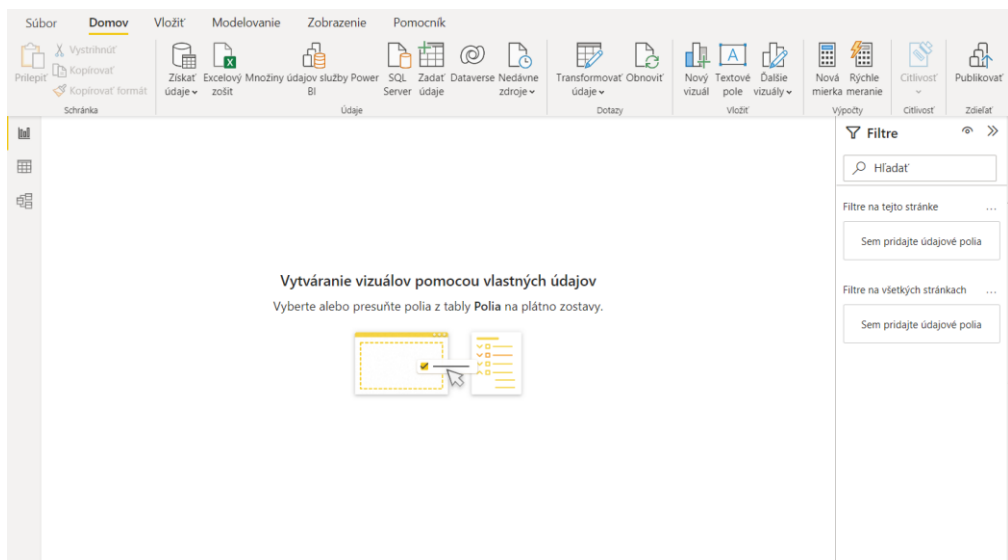 Súbor Domov Vložiť Modelovanie Zobrazenie Pomocník
Prilepiť
Vystrihnúť
Kopírovať
Kopírovať formát
Schránka
Získať údaje
Excelový zošit
Množiny údajov služby Power BI
SQL Server
Zadať údaje
Dataverse
Nedávne zdroje
Údaje
Transformovať údaje
Obnoviť
Dotazy
Nový vizuál
Textové pole
Ďalšie vizuály
Vložiť
Nová mierka
Rýchle meranie
Výpočty
Citlivosť
Citlivosť
Publikovať
Zdieľať
Vytváranie vizuálov pomocou vlastných údajov
Vyberte alebo presuňte polia z tably Polia na plátno zostavy.
Filtre
Hľadať
Filtre na tejto stránke ...
Sem pridajte údajové polia
Filtre na všetkých stránkach ...
Sem pridajte údajové polia